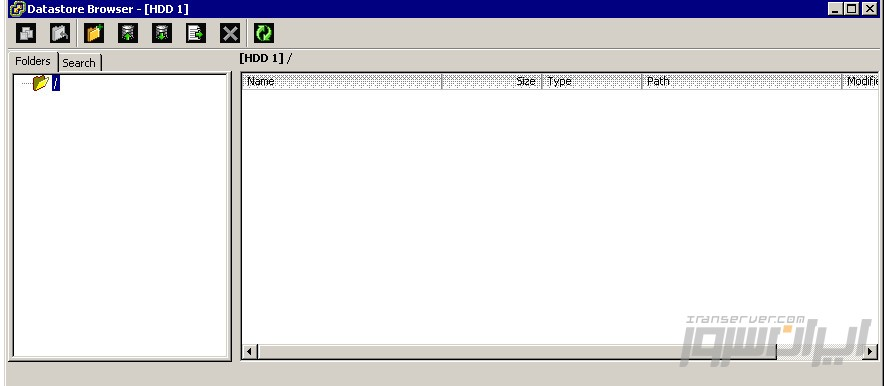 Datastore Browser - [HDD 1]
Folders
Search
[HDD 1] /
/
Name
Size
Type
Path
Modifie
iranserver.com
ایران سرور